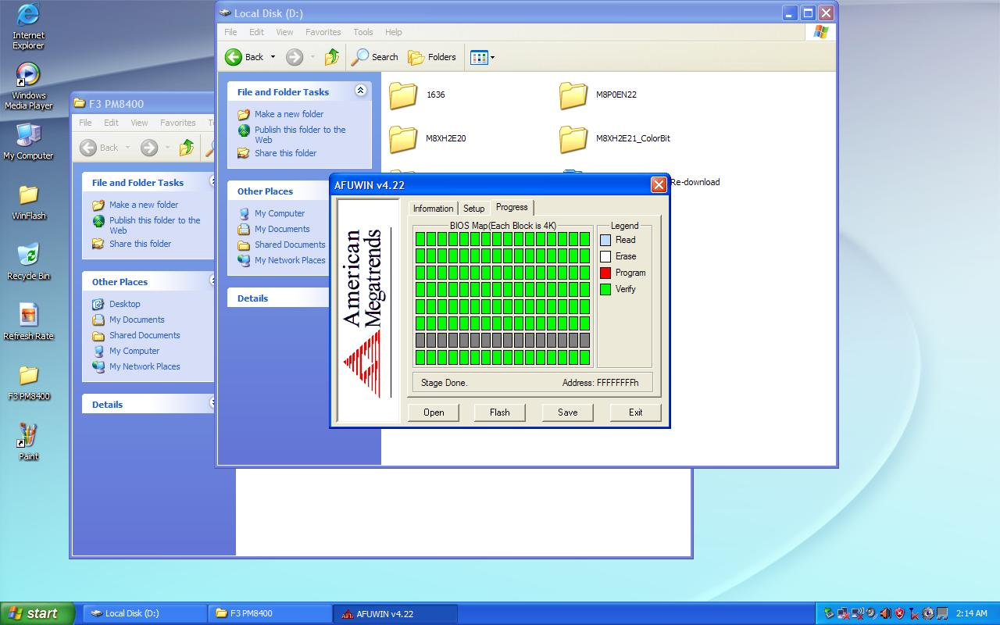 Internet
Explorer
Windows
Media Player
My Computer
WinFlash
Recycle Bin
Refresh Rate
F3 PM8400
Paint
Local Disk (D:)
File Edit View Favorites Tools Help
Back Search Folders
File and Folder Tasks
Make a new folder
Publish this folder to the
Web
Share this folder
Other Places
My Computer
My Documents
Shared Documents
My Network Places
Details
1636
M8P0EN22
M8XH2E20
M8XH2E21_ColorBit
Re-download
F3 PM8400
File Edit View Favorites
Back
File and Folder Tasks
Make a new folder
Publish this folder to the
Web
Share this folder
Other Places
Desktop
My Documents
Shared Documents
My Computer
My Network Places
Details
AFUWIN v4.22
American
Megatrends
Information Setup Progress
BIOS Map(Each Block is 4K)
Legend
Read
Erase
Program
Verify
Stage Done. Address: FFFFFFFFh
Open Flash Save Exit
start Local Disk (D:) F3 PM8400 AFUWIN v4.22 2:14 AM